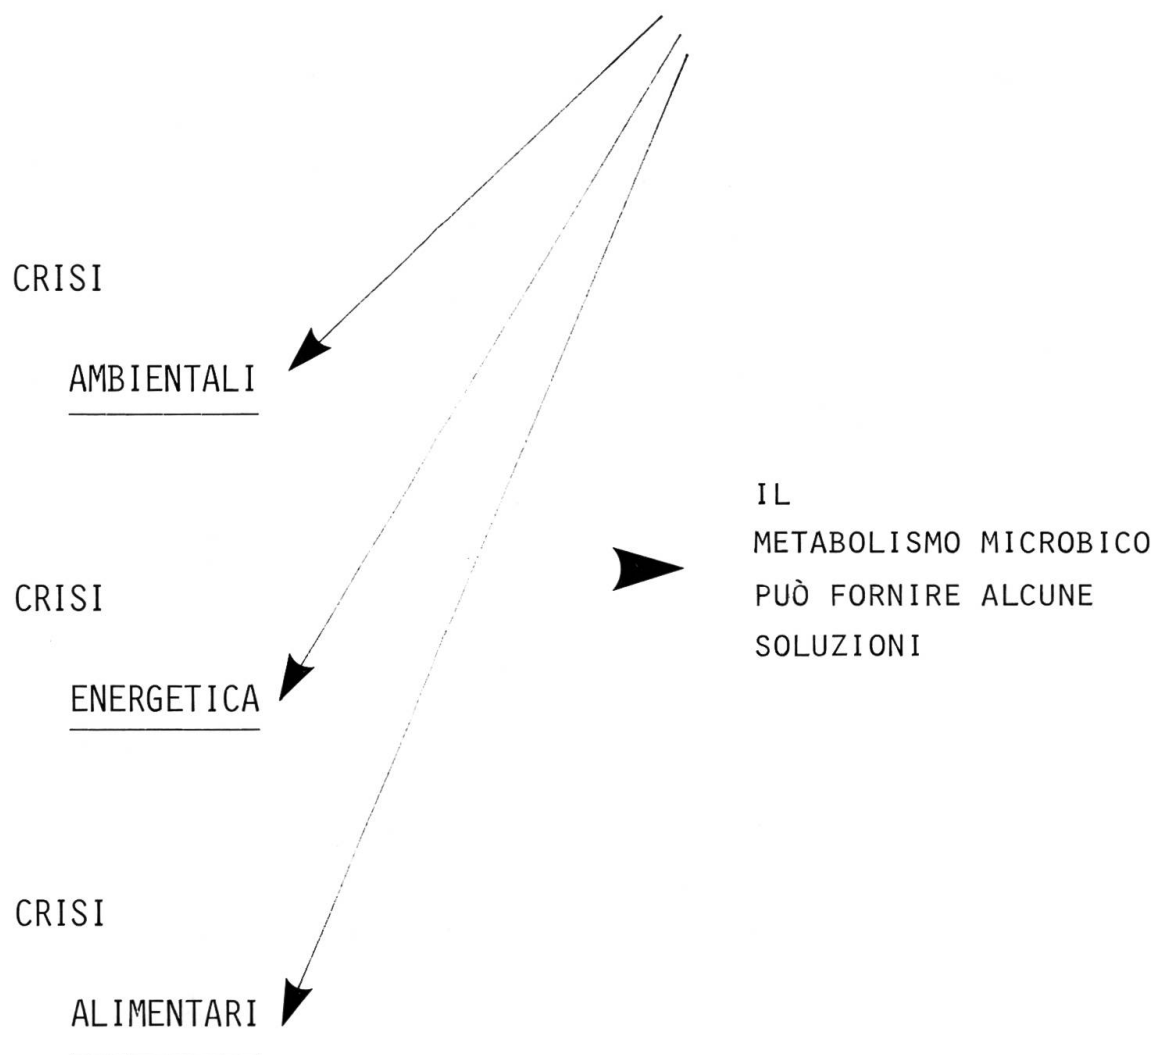 CRISI
AMBIENTALI
CRISI
ENERGETICA
CRISI
ALIMENTARI
IL
METABOLISMO MICROBICO
PUÒ FORNIRE ALCUNE
SOLUZIONI